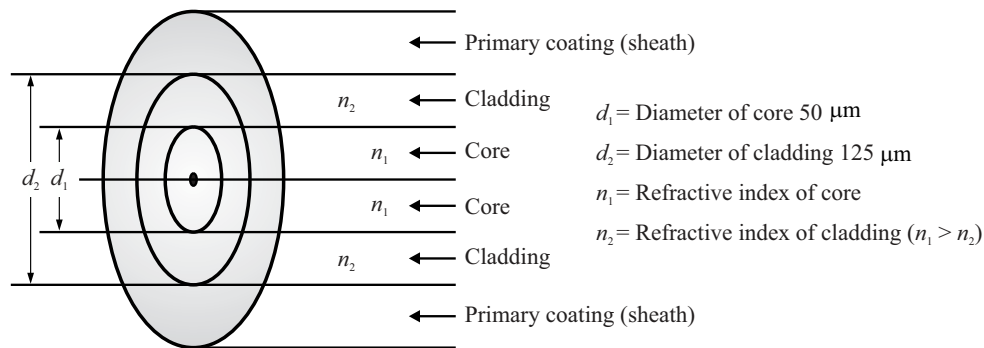 Primary coating (sheath)
n₂
Cladding
d₁= Diameter of core 50 μm
n₁
Core
d₂= Diameter of cladding 125 μm
d₂
d₁
n₁
Core
n₁= Refractive index of core
n₂
Cladding
n₂= Refractive index of cladding (n₁ > n₂)
Primary coating (sheath)